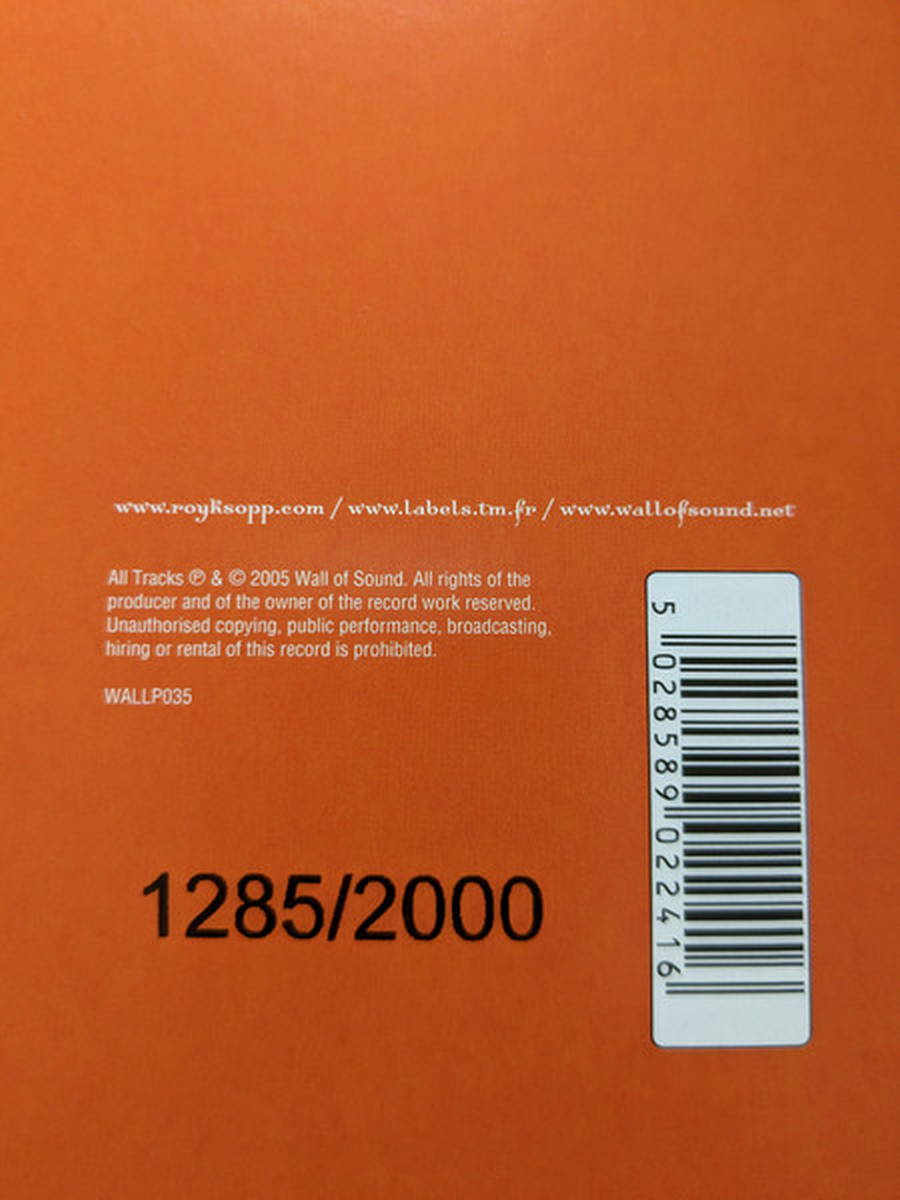 www.royksopp.com / www.labels.tm.fr / www.wallofsound.net
All Tracks ℗ & © 2005 Wall of Sound. All rights of the
producer and of the owner of the record work reserved.
Unauthorised copying, public performance, broadcasting,
hiring or rental of this record is prohibited.
WALLP035
1285/2000
5 028589 022416